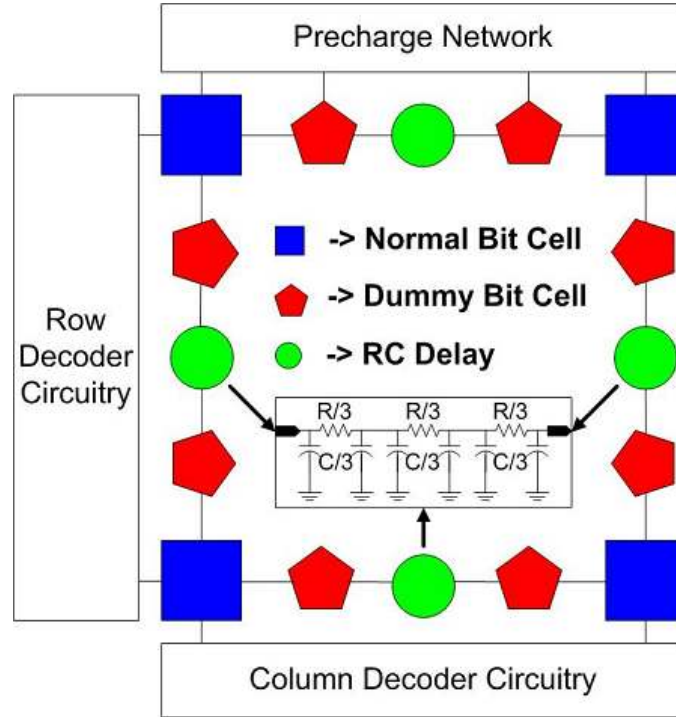 Precharge Network
Row
Decoder
Circuitry
-> Normal Bit Cell
-> Dummy Bit Cell
-> RC Delay
R/3 R/3 R/3
C/3 C/3 C/3
Column Decoder Circuitry